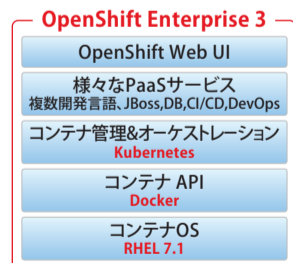 OpenShift Enterprise 3
OpenShift Web UI
様々なPaaSサービス
複数開発言語、JBoss,DB,CI/CD,DevOps
コンテナ管理&オーケストレーション
Kubernetes
コンテナ API
Docker
コンテナOS
RHEL 7.1